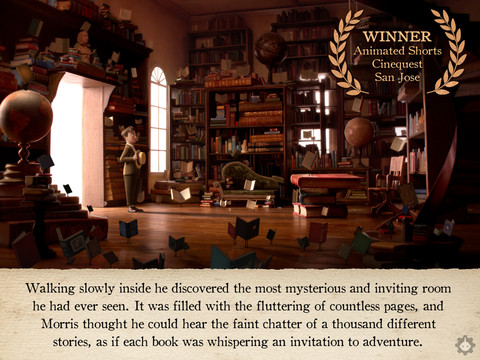 WINNER
Animated Shorts
Cinequest
San Jose
Walking slowly inside he discovered the most mysterious and inviting room
he had ever seen. It was filled with the fluttering of countless pages, and
Morris thought he could hear the faint chatter of a thousand different
stories, as if each book was whispering an invitation to adventure.